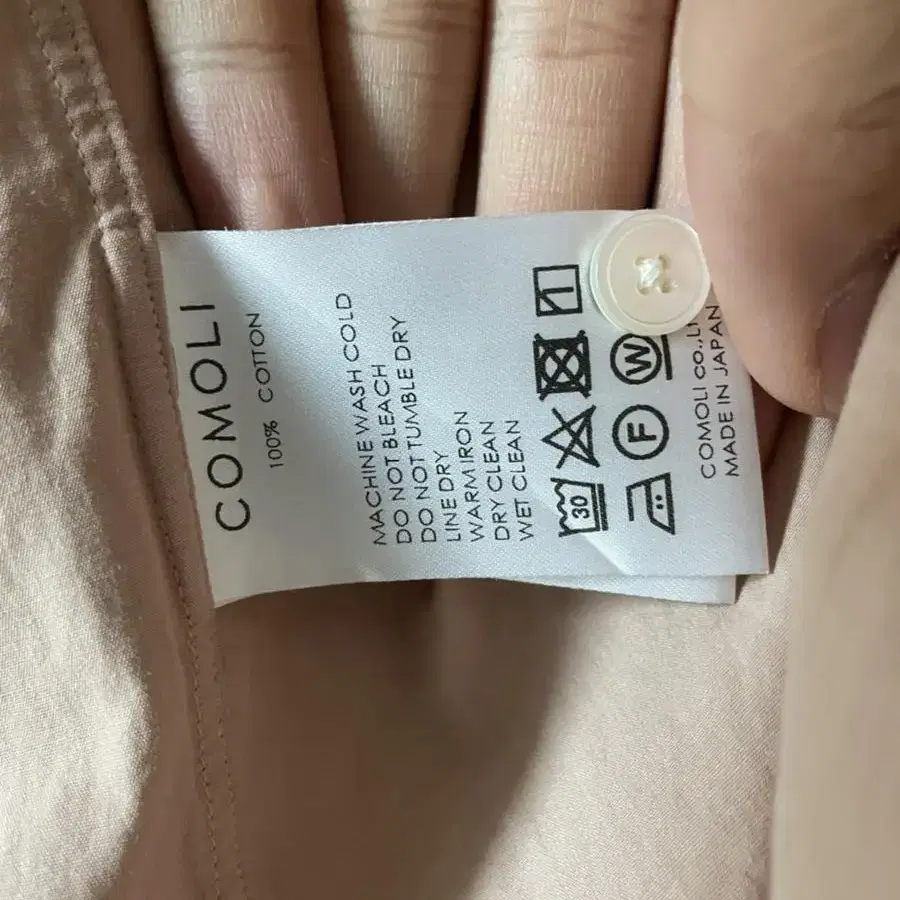 COMOLI
100% COTTON
MACHINE WASH COLD
DO NOT BLEACH
DO NOT TUMBLE DRY
LINE DRY
WARM IRON
DRY CLEAN
WET CLEAN
30
F
W
COMOLI CO.,
MADE IN JAPAN